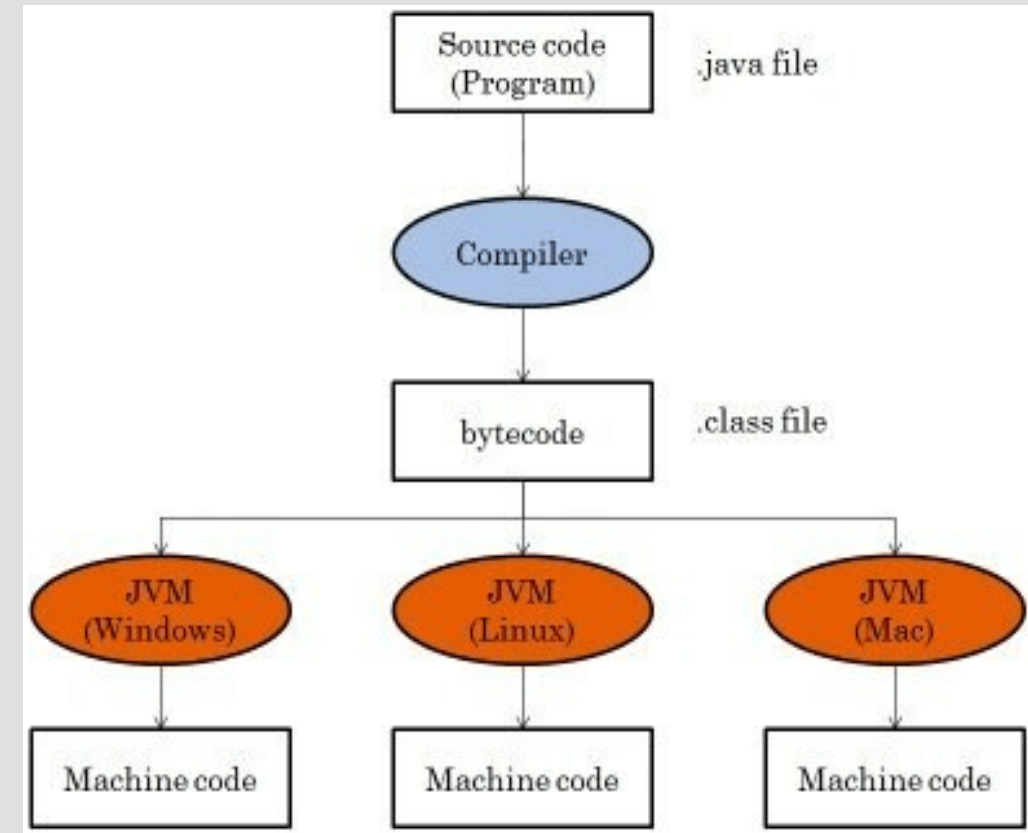 Source code
(Program)
.java file
Compiler
bytecode
.class file
JVM
(Windows)
JVM
(Linux)
JVM
(Mac)
Machine code
Machine code
Machine code